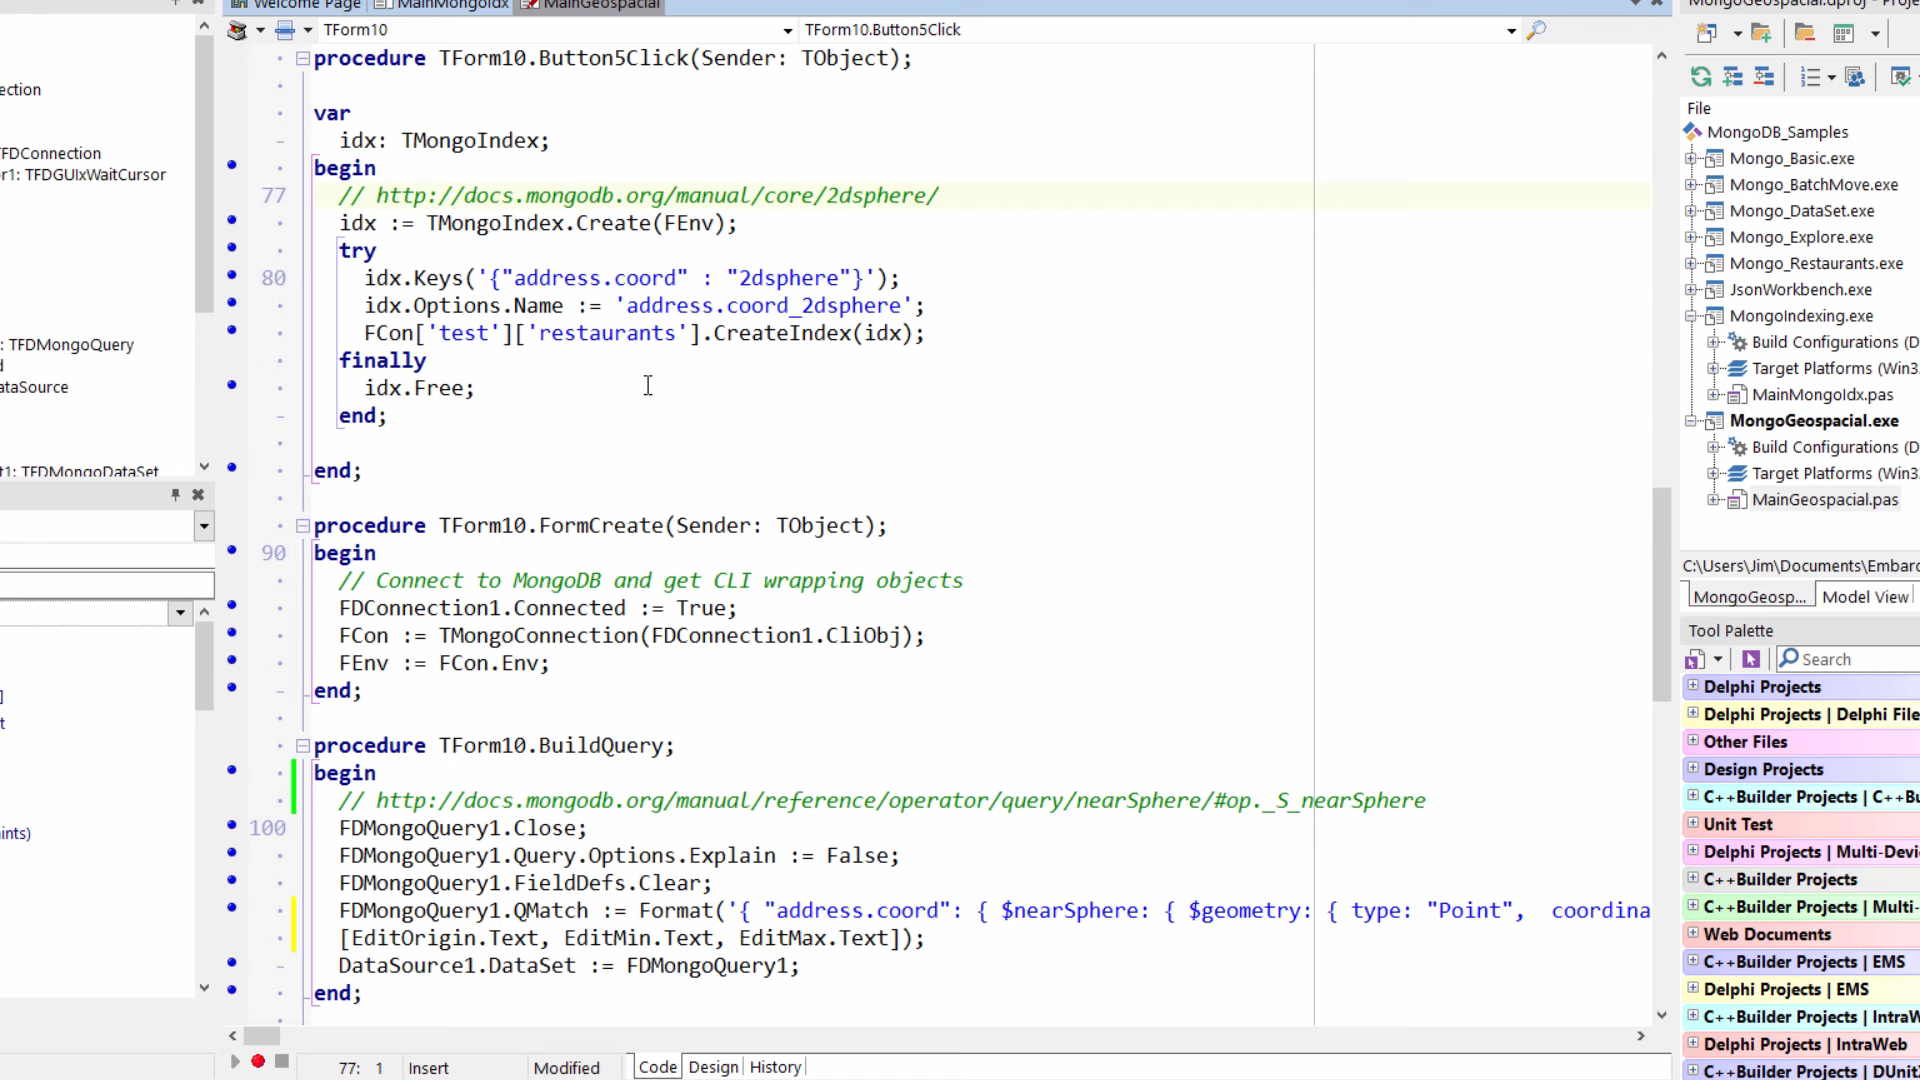 Welcome Page
MainMongoIdx
MainGeospacial
TForm10
TForm10.Button5Click
procedure TForm10.Button5Click(Sender: TObject);
var
idx: TMongoIndex;
begin
77 // http://docs.mongodb.org/manual/core/2dsphere/
idx := TMongoIndex.Create(FEnv);
try
80 idx.Keys('{"address.coord" : "2dsphere"}');
idx.Options.Name := 'address.coord_2dsphere';
FCon['test']['restaurants'].CreateIndex(idx);
finally
idx.Free;
end;
end;
procedure TForm10.FormCreate(Sender: TObject);
90 begin
// Connect to MongoDB and get CLI wrapping objects
FDConnection1.Connected := True;
FCon := TMongoConnection(FDConnection1.CliObj);
FEnv := FCon.Env;
end;
procedure TForm10.BuildQuery;
begin
// http://docs.mongodb.org/manual/reference/operator/query/nearSphere/#op._S_nearSphere
100 FDMongoQuery1.Close;
FDMongoQuery1.Query.Options.Explain := False;
FDMongoQuery1.FieldDefs.Clear;
FDMongoQuery1.QMatch := Format('{ "address.coord": { $nearSphere: { $geometry: { type: "Point",  coordina
[EditOrigin.Text, EditMin.Text, EditMax.Text]);
DataSource1.DataSet := FDMongoQuery1;
end;
77: 1
Insert
Modified
Code
Design
History
ection
FDConnection
or1: TFDGUIxWaitCursor
: TFDMongoQuery
d
ataSource
t1: TFDMongoDataSet
]
t
ints)
MongoGeospacial.dproj - Proje
File
MongoDB_Samples
Mongo_Basic.exe
Mongo_BatchMove.exe
Mongo_DataSet.exe
Mongo_Explore.exe
Mongo_Restaurants.exe
JsonWorkbench.exe
MongoIndexing.exe
Build Configurations (D
Target Platforms (Win3
MainMongoIdx.pas
MongoGeospacial.exe
Build Configurations (D
Target Platforms (Win3
MainGeospacial.pas
C:\Users\Jim\Documents\Embarc
MongoGeosp...
Model View
Tool Palette
Search
Delphi Projects
Delphi Projects | Delphi File
Other Files
Design Projects
C++Builder Projects | C++Bu
Unit Test
Delphi Projects | Multi-Devi
C++Builder Projects
C++Builder Projects | Multi-
Web Documents
C++Builder Projects | EMS
Delphi Projects | EMS
C++Builder Projects | IntraW
Delphi Projects | IntraWeb
C++Builder Projects | DUnitX